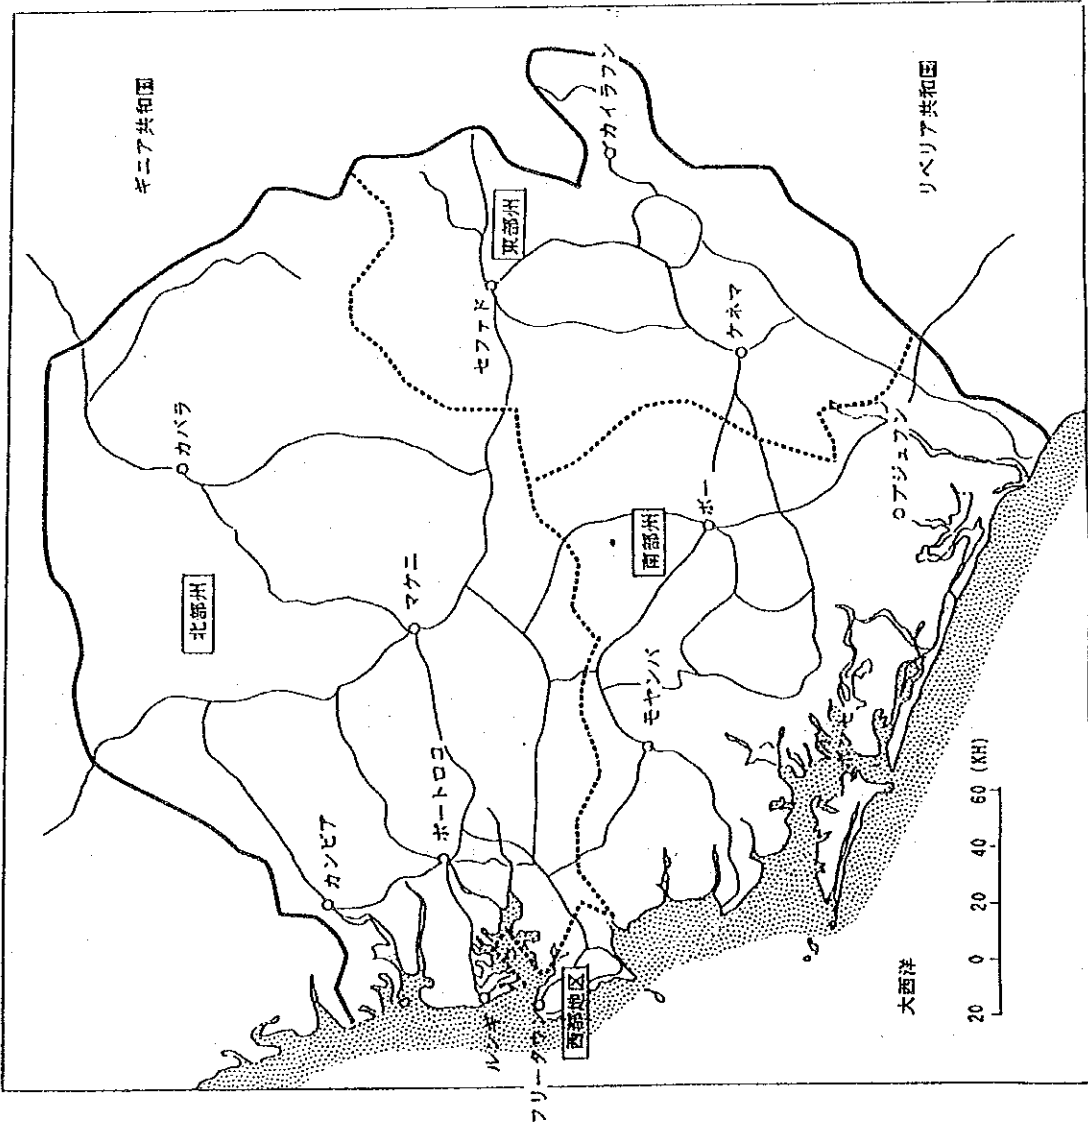 ギニア共和国
リベリア共和国
カイラフン
東部州
セファド
ケネマ
カバラ
北部州
マケニ
ボー
南部州
プジュフン
モヤンバ
ポートロコ
カンビア
ルンギ
フリータウン
西部地区
大西洋
20 0 20 40 60 (KH)